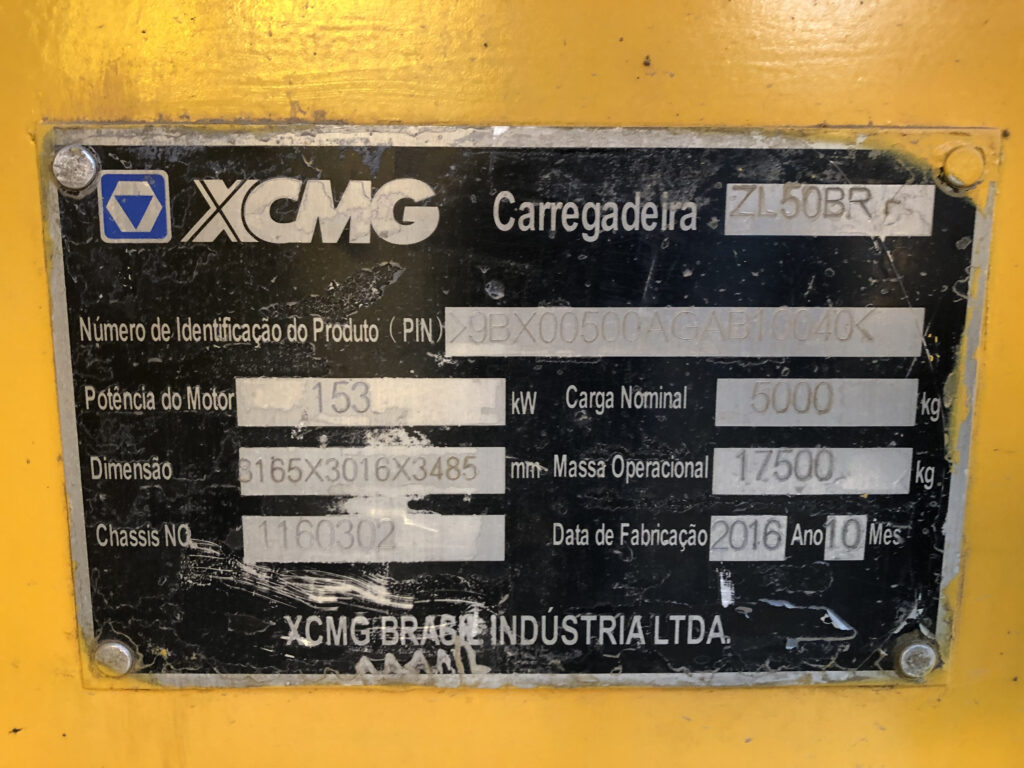 XCMG Carregadeira ZL50BR
Número de Identificação do Produto (PIN) >9BX00500AGAB10040<
Potência do Motor 153 kW Carga Nominal 5000 kg
Dimensão 8165X3016X3485 mm Massa Operacional 17500 kg
Chassis NO 1160302 Data de Fabricação 2016 Ano 10 Mês
XCMG BRASIL INDÚSTRIA LTDA.